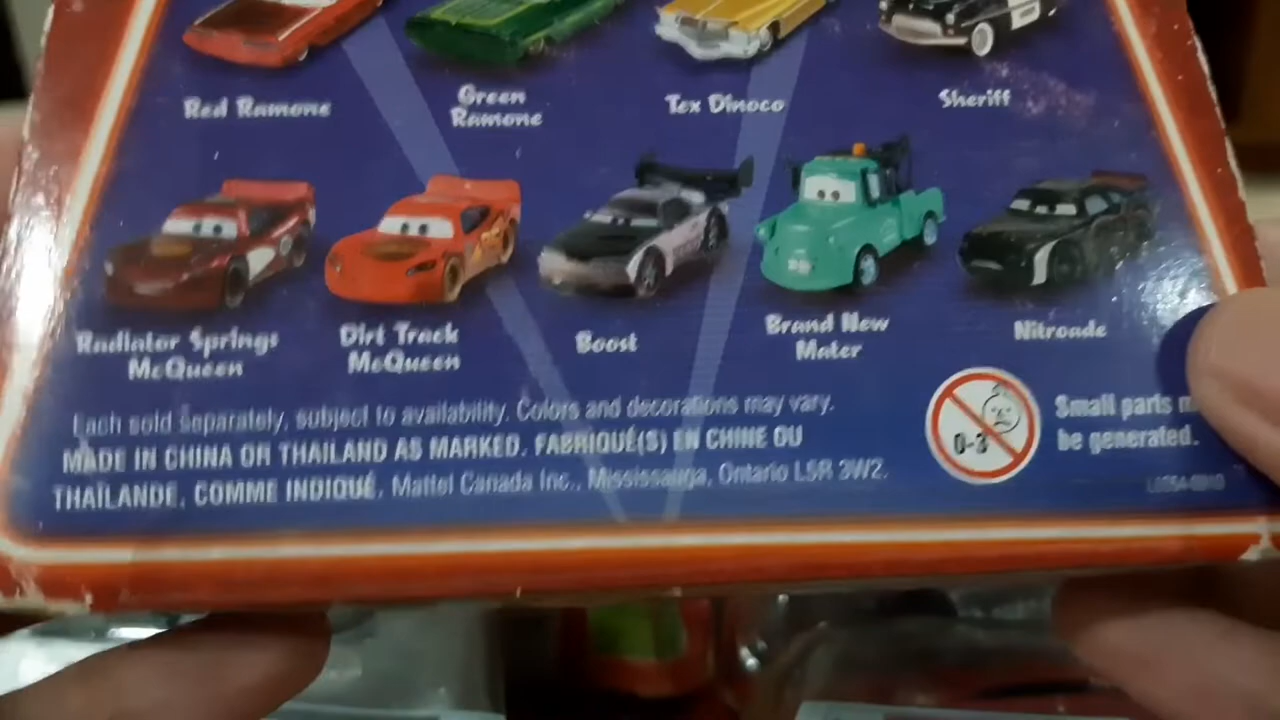 Red Ramone
Green
Ramone
Tex Dinoco
Sheriff
Radiator Springs
McQueen
Dirt Track
McQueen
Boost
Brand New
Mater
Nitroade
Each sold separately, subject to availability. Colors and decorations may vary.
MADE IN CHINA OR THAILAND AS MARKED. FABRIQUÉ(S) EN CHINE OU
THAÏLANDE, COMME INDIQUÉ. Mattel Canada Inc., Mississauga, Ontario L5R 3W2.
0-3
Small parts
be generated.